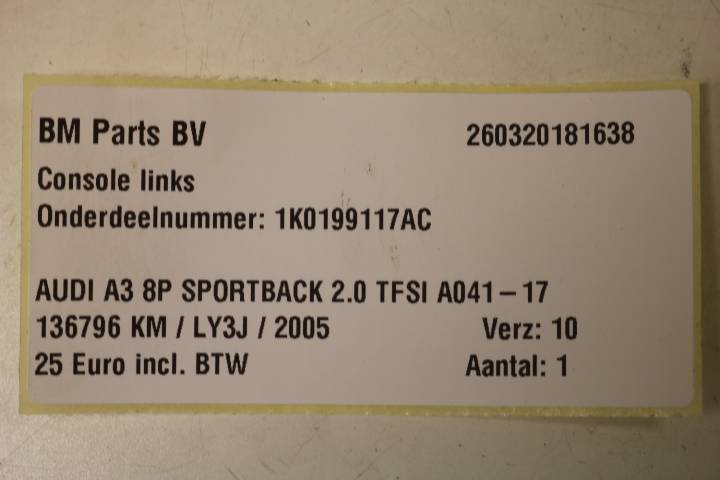 BM Parts BV 260320181638
Console links
Onderdeelnummer: 1K0199117AC
AUDI A3 8P SPORTBACK 2.0 TFSI A041-17
136796 KM / LY3J / 2005 Verz: 10
25 Euro incl. BTW Aantal: 1